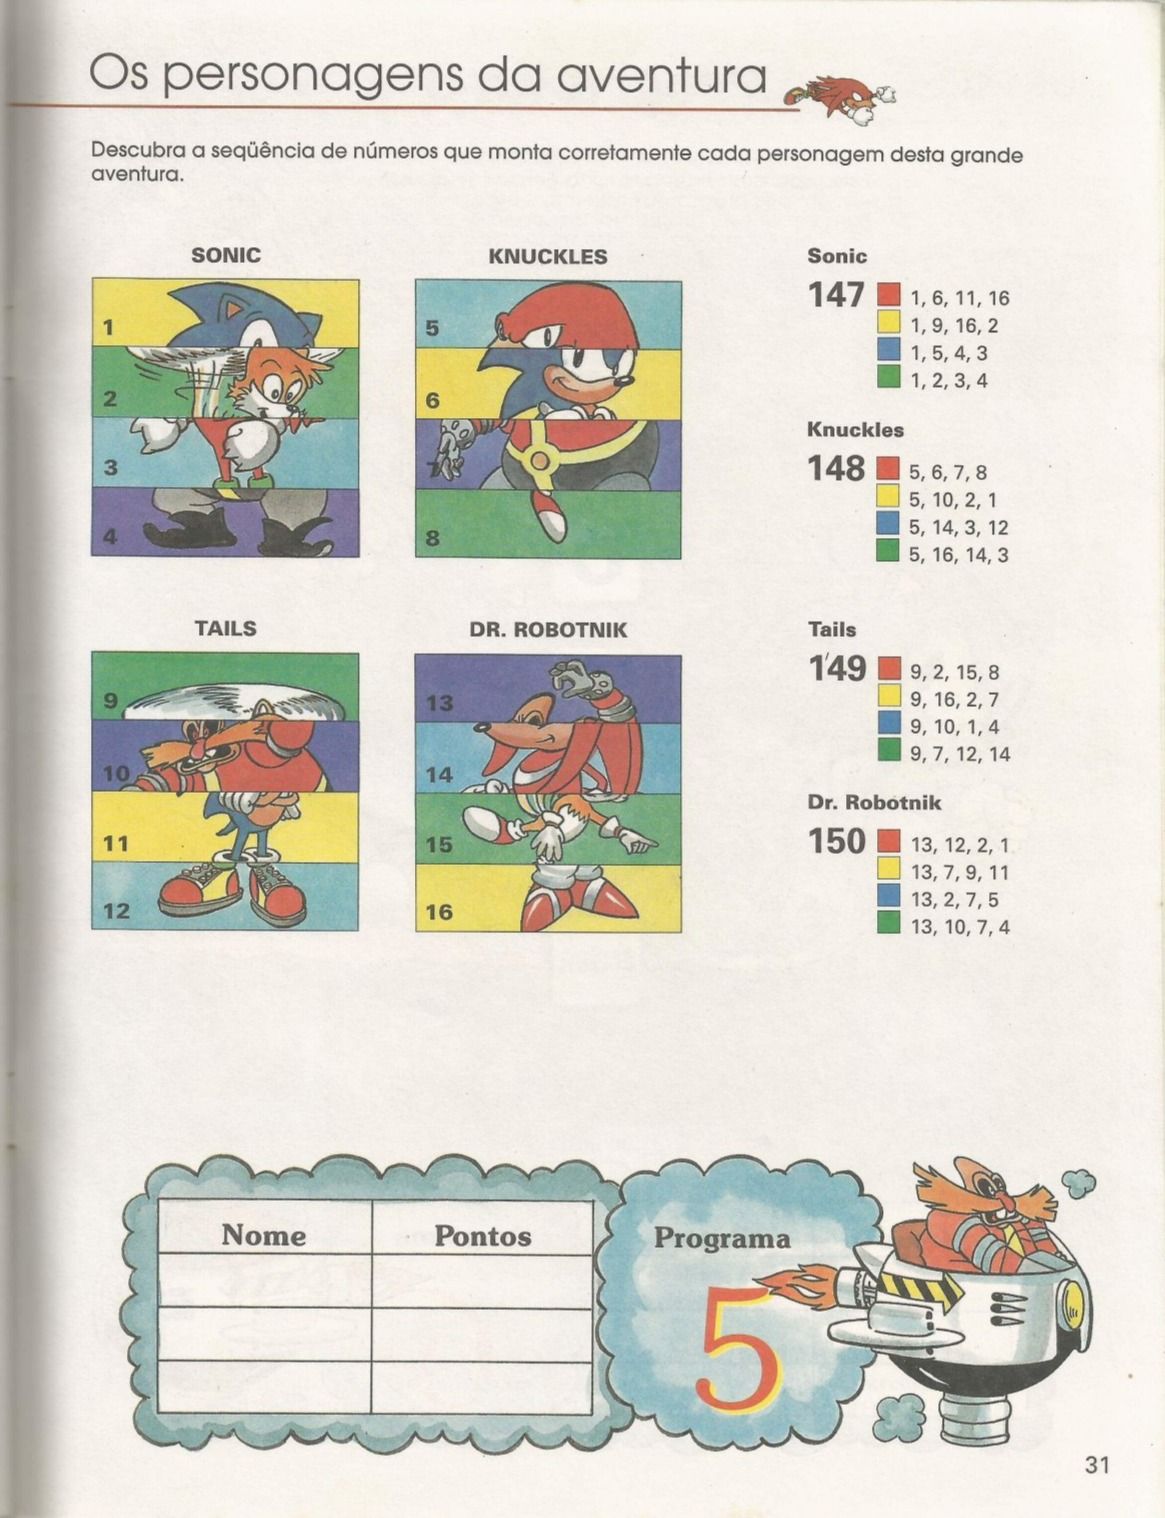 Os personagens da aventura
Descubra a seqüência de números que monta corretamente cada personagem desta grande
aventura.
SONIC
1
2
3
4
KNUCKLES
5
6
7
8
TAILS
9
10
11
12
DR. ROBOTNIK
13
14
15
16
Sonic
147 1, 6, 11, 16
1, 9, 16, 2
1, 5, 4, 3
1, 2, 3, 4
Knuckles
148 5, 6, 7, 8
5, 10, 2, 1
5, 14, 3, 12
5, 16, 14, 3
Tails
149 9, 2, 15, 8
9, 16, 2, 7
9, 10, 1, 4
9, 7, 12, 14
Dr. Robotnik
150 13, 12, 2, 1
13, 7, 9, 11
13, 2, 7, 5
13, 10, 7, 4
Nome Pontos
Programa
5
31